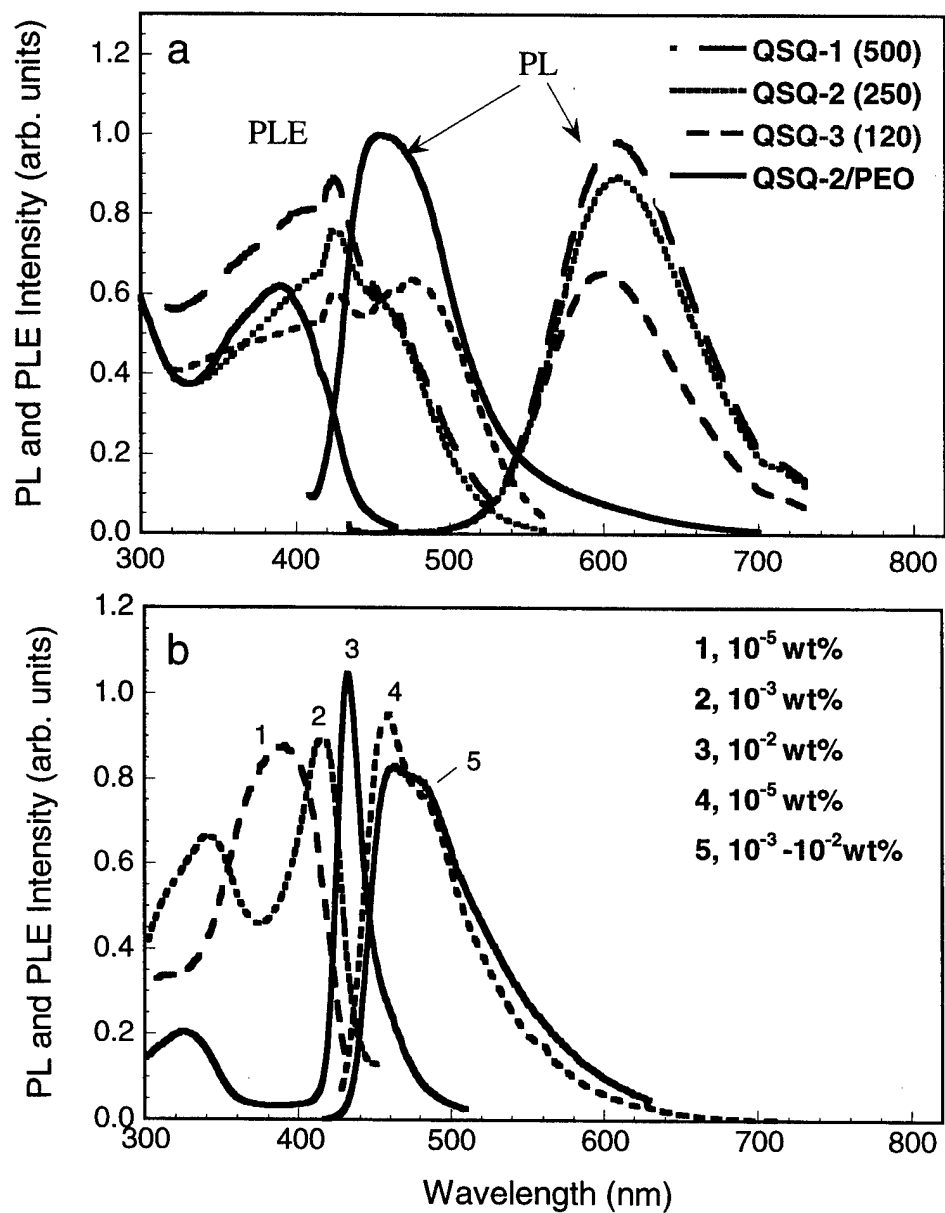 a
PL and PLE Intensity (arb. units)
1.2
1.0
0.8
0.6
0.4
0.2
0.0
PLE
PL
QSQ-1 (500)
QSQ-2 (250)
QSQ-3 (120)
QSQ-2/PEO
300 400 500 600 700 800
b
PL and PLE Intensity (arb. units)
1.2
1.0
0.8
0.6
0.4
0.2
0.0
1
2
3
4
5
1, 10⁻⁵ wt%
2, 10⁻³ wt%
3, 10⁻² wt%
4, 10⁻⁵ wt%
5, 10⁻³ -10⁻²wt%
300 400 500 600 700 800
Wavelength (nm)